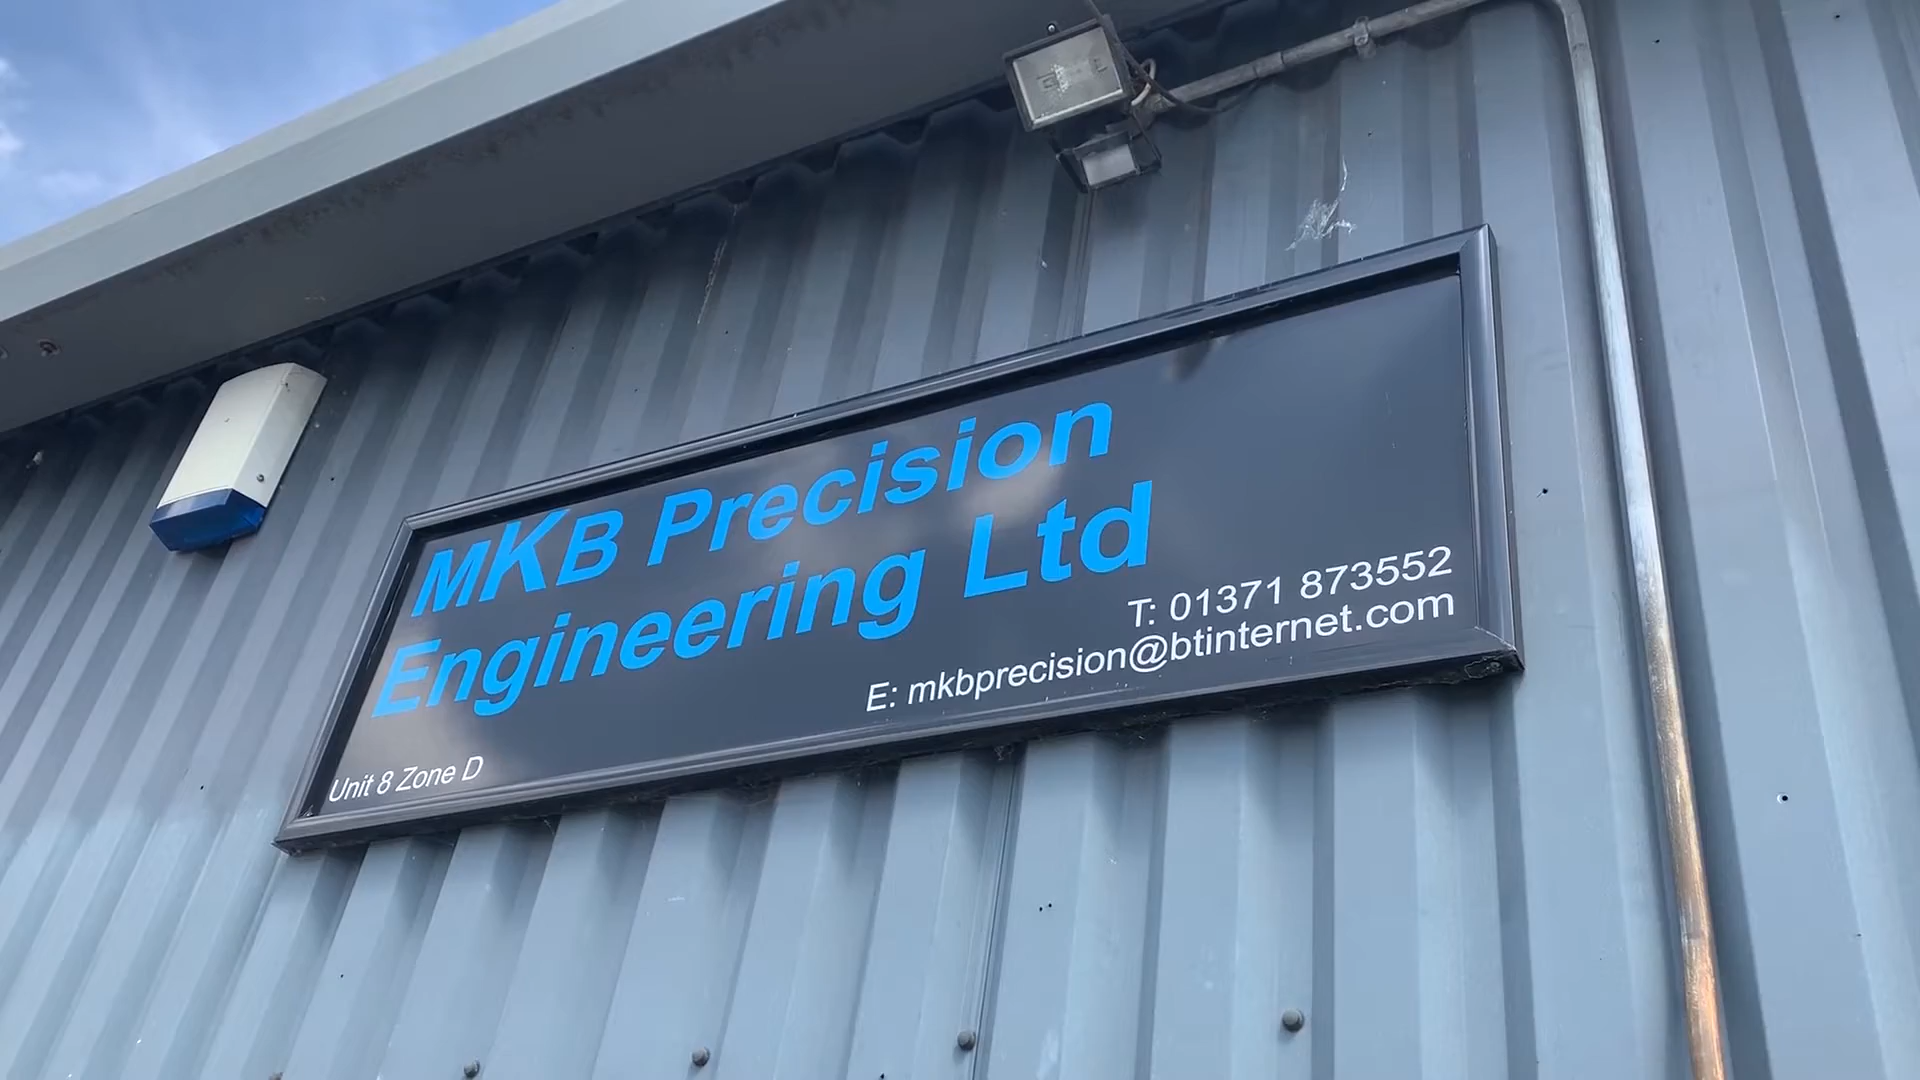 MKB Precision
Engineering Ltd
T: 01371 873552
E: mkbprecision@btinternet.com
Unit 8 Zone D